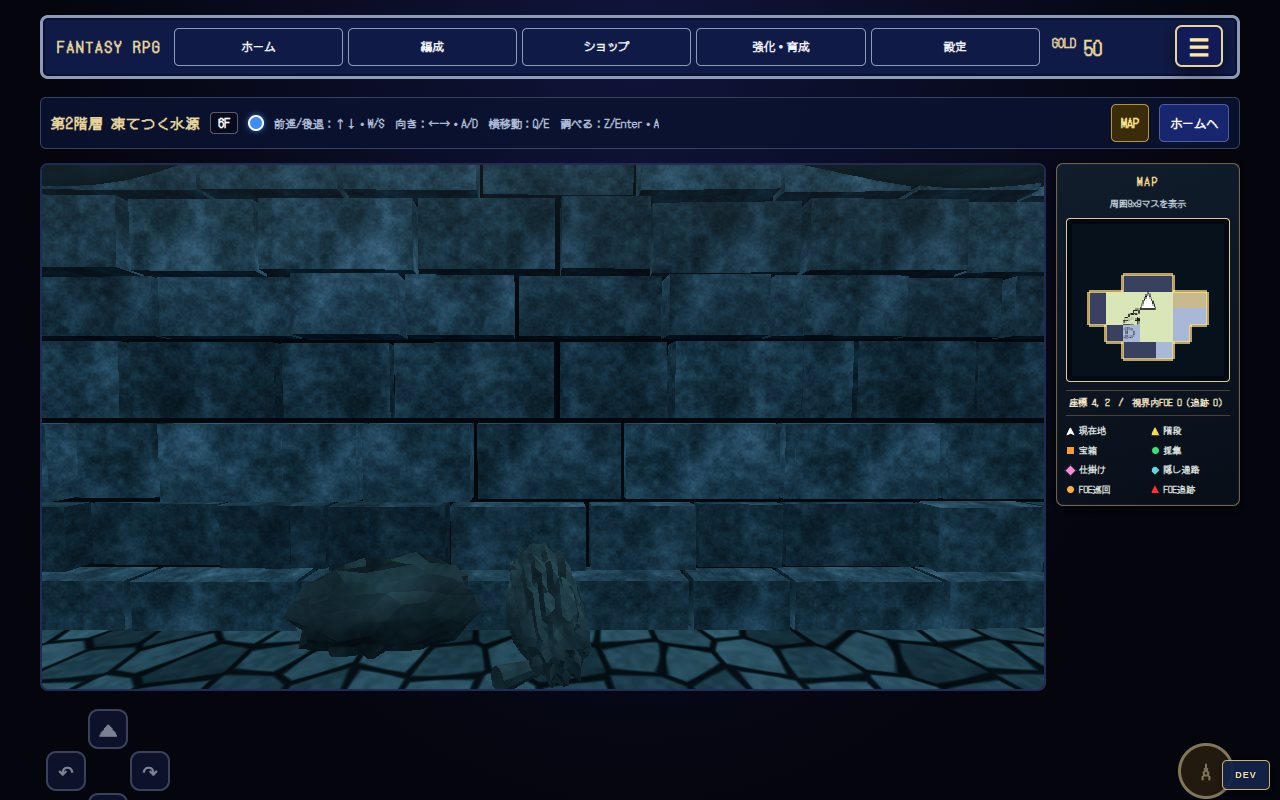 FANTASY RPG ホーム 編成 ショップ 強化・育成 設定 GOLD 50
第2階層 凍てつく水源 6F 前進/後退：↑↓・W/S 向き：←→・A/D 横移動：Q/E 調べる：Z/Enter・A MAP ホームへ
MAP
周囲9x9マスを表示
座標 4, 2 / 視界内FOE 0（追跡 0）
現在地 階段
宝箱 採集
仕掛け 隠し通路
FOE巡回 FOE追跡
A DEV